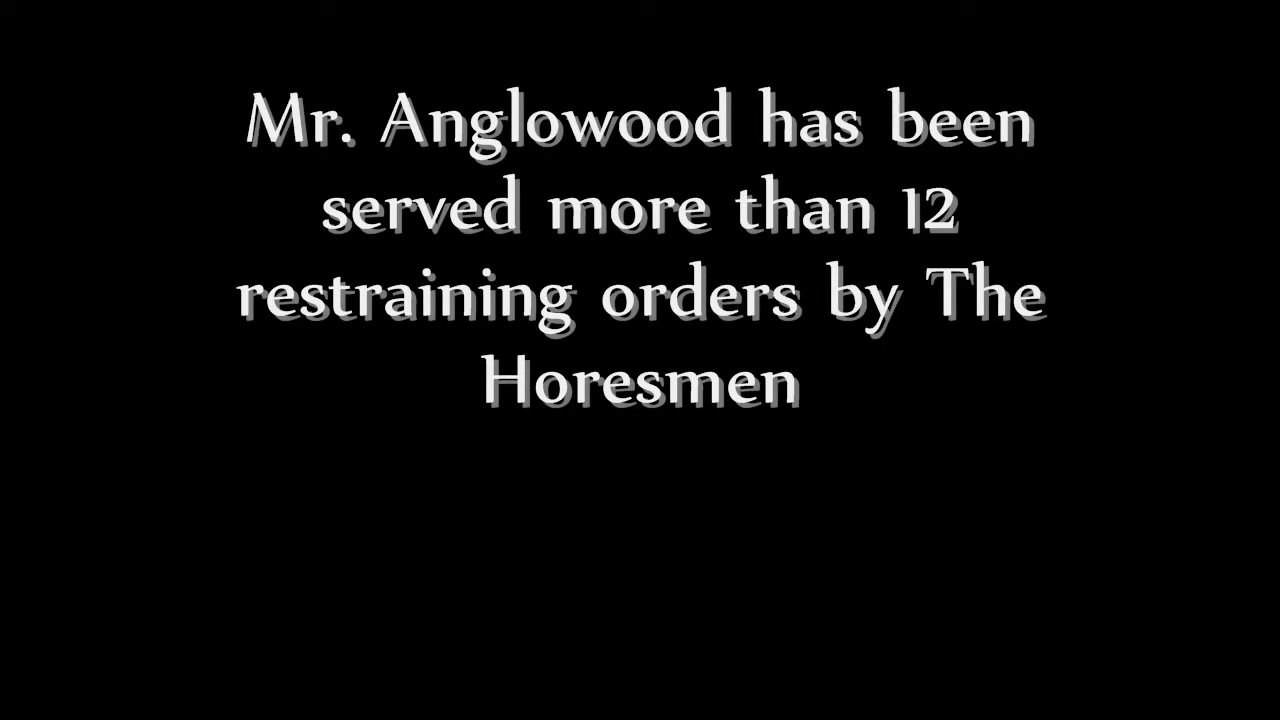 Mr. Anglowood has been
served more than 12
restraining orders by The
Horesmen